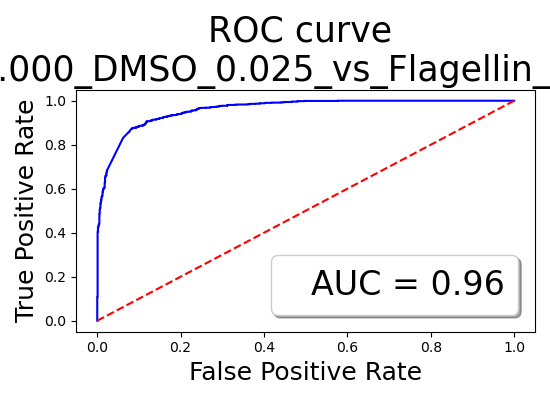 ROC curve
.000_DMSO_0.025_vs_Flagellin_
True Positive Rate
1.0
0.8
0.6
0.4
0.2
0.0
AUC = 0.96
0.0 0.2 0.4 0.6 0.8 1.0
False Positive Rate